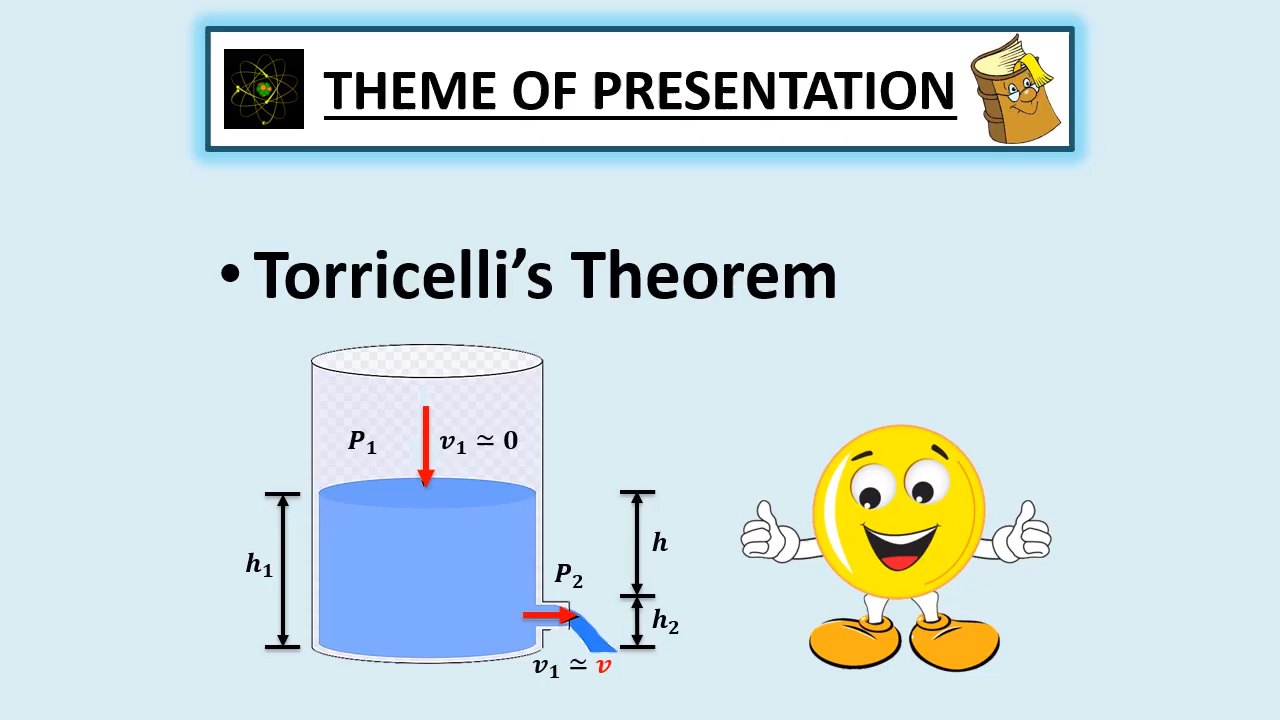 THEME OF PRESENTATION
• Torricelli’s Theorem
P₁ v₁ ≃ 0
h₁
h
P₂
h₂
v₁ ≃ v